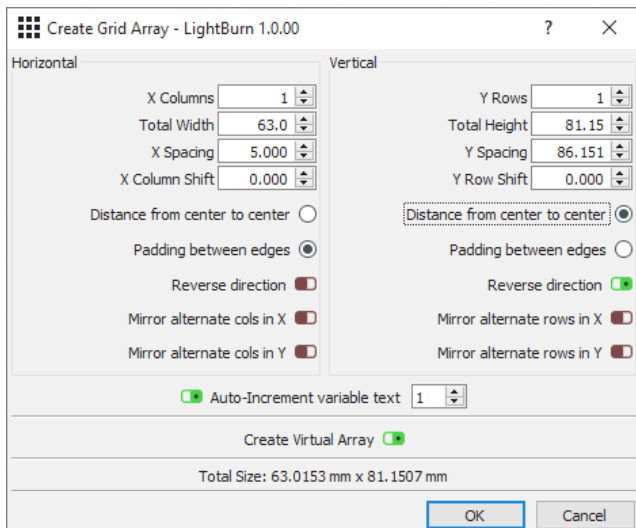 Create Grid Array - LightBurn 1.0.00 ?
Horizontal
X Columns 1
Total Width 63.0
X Spacing 5.000
X Column Shift 0.000
Distance from center to center
Padding between edges
Reverse direction
Mirror alternate cols in X
Mirror alternate cols in Y
Vertical
Y Rows 1
Total Height 81.15
Y Spacing 86.151
Y Row Shift 0.000
Distance from center to center
Padding between edges
Reverse direction
Mirror alternate rows in X
Mirror alternate rows in Y
Auto-Increment variable text 1
Create Virtual Array
Total Size: 63.0153 mm x 81.1507 mm
OK Cancel